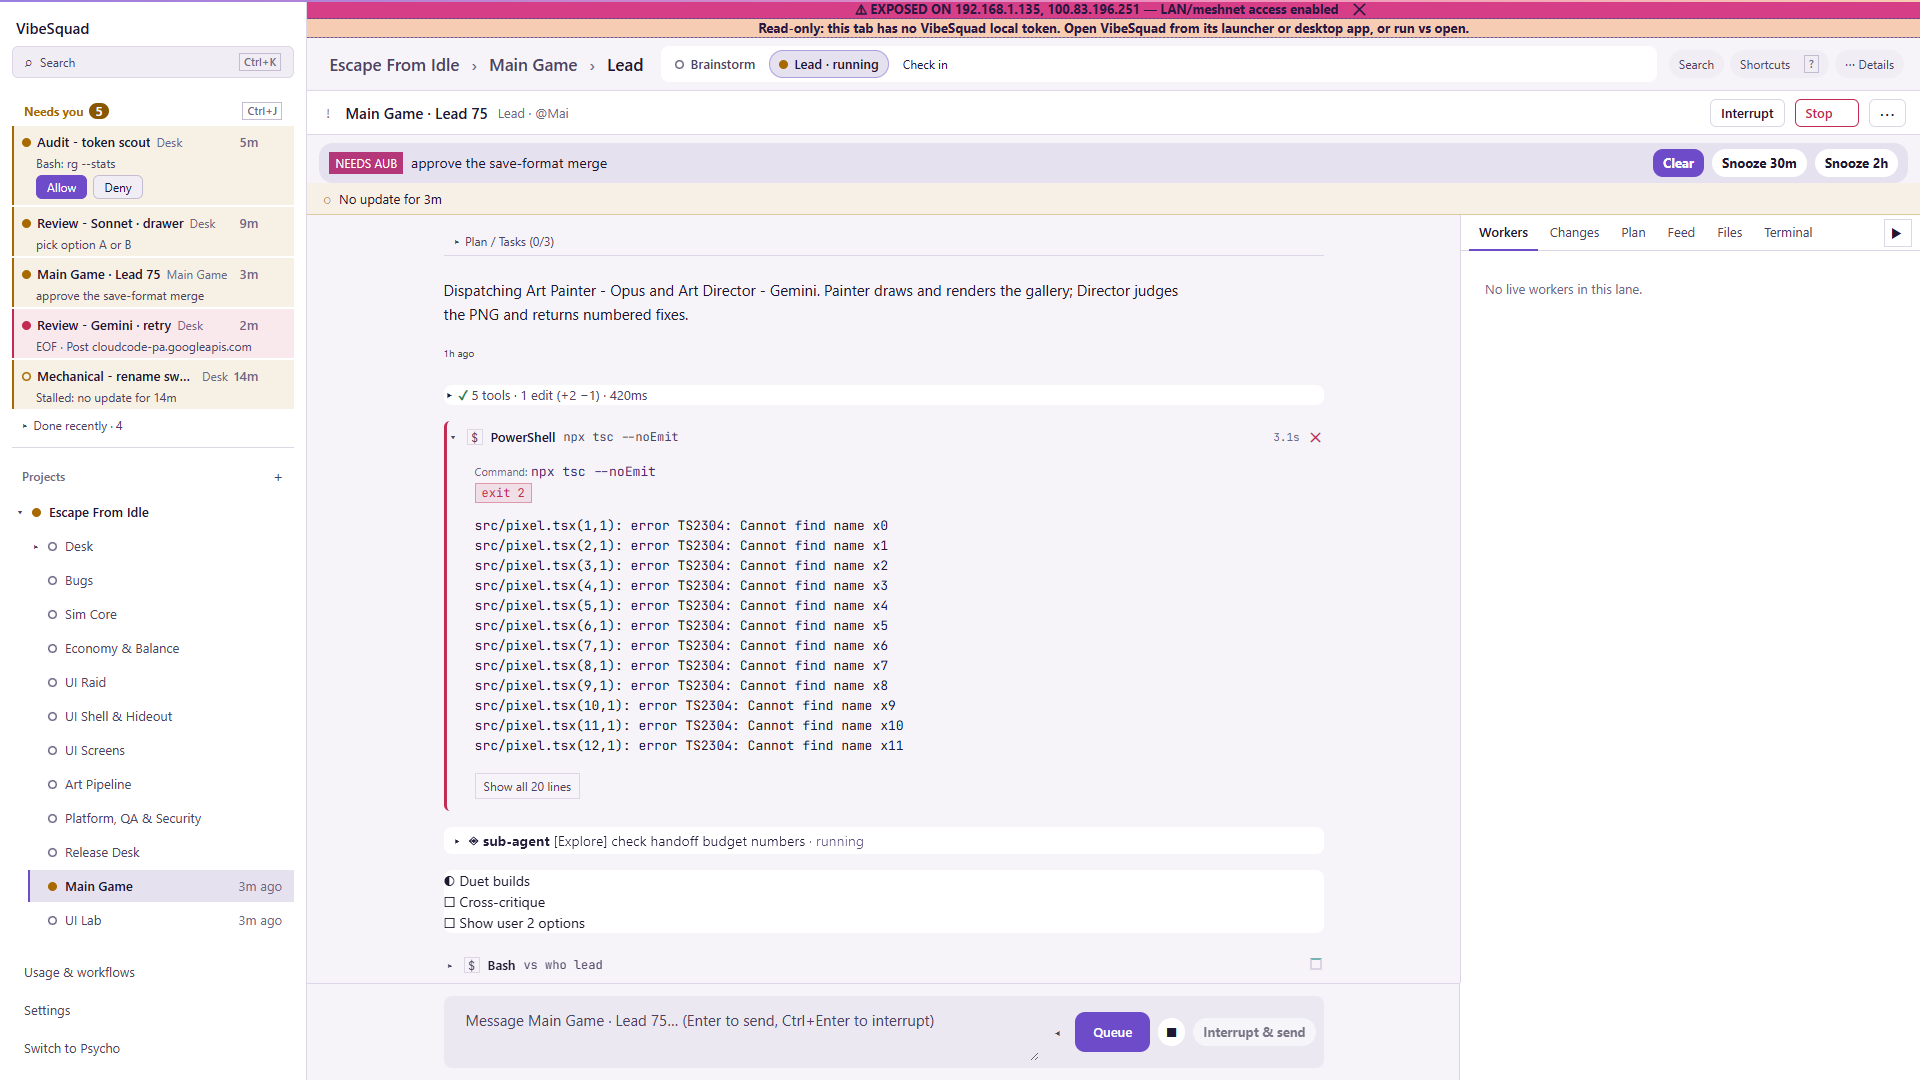 VibeSquad
Search Ctrl+K
Needs you 5 Ctrl+J
Audit - token scout Desk 5m
Bash: rg --stats
Allow Deny
Review - Sonnet · drawer Desk 9m
pick option A or B
Main Game · Lead 75 Main Game 3m
approve the save-format merge
Review - Gemini · retry Desk 2m
EOF · Post cloudcode-pa.googleapis.com
Mechanical - rename sw... Desk 14m
Stalled: no update for 14m
Done recently · 4
Projects +
Escape From Idle
Desk
Bugs
Sim Core
Economy & Balance
UI Raid
UI Shell & Hideout
UI Screens
Art Pipeline
Platform, QA & Security
Release Desk
Main Game 3m ago
UI Lab 3m ago
Usage & workflows
Settings
Switch to Psycho
⚠ EXPOSED ON 192.168.1.135, 100.83.196.251 — LAN/meshnet access enabled
Read-only: this tab has no VibeSquad local token. Open VibeSquad from its launcher or desktop app, or run vs open.
Escape From Idle › Main Game › Lead Brainstorm Lead · running Check in Search Shortcuts ? ··· Details
! Main Game · Lead 75 Lead · @Mai Interrupt Stop ...
NEEDS AUB approve the save-format merge Clear Snooze 30m Snooze 2h
No update for 3m
Plan / Tasks (0/3)
Dispatching Art Painter - Opus and Art Director - Gemini. Painter draws and renders the gallery; Director judges
the PNG and returns numbered fixes.
1h ago
✓ 5 tools · 1 edit (+2 −1) · 420ms
$ PowerShell npx tsc --noEmit 3.1s
Command: npx tsc --noEmit
exit 2
src/pixel.tsx(1,1): error TS2304: Cannot find name x0
src/pixel.tsx(2,1): error TS2304: Cannot find name x1
src/pixel.tsx(3,1): error TS2304: Cannot find name x2
src/pixel.tsx(4,1): error TS2304: Cannot find name x3
src/pixel.tsx(5,1): error TS2304: Cannot find name x4
src/pixel.tsx(6,1): error TS2304: Cannot find name x5
src/pixel.tsx(7,1): error TS2304: Cannot find name x6
src/pixel.tsx(8,1): error TS2304: Cannot find name x7
src/pixel.tsx(9,1): error TS2304: Cannot find name x8
src/pixel.tsx(10,1): error TS2304: Cannot find name x9
src/pixel.tsx(11,1): error TS2304: Cannot find name x10
src/pixel.tsx(12,1): error TS2304: Cannot find name x11
Show all 20 lines
sub-agent [Explore] check handoff budget numbers · running
◐ Duet builds
☐ Cross-critique
☐ Show user 2 options
$ Bash vs who lead
Message Main Game · Lead 75... (Enter to send, Ctrl+Enter to interrupt) Queue Interrupt & send
Workers Changes Plan Feed Files Terminal
No live workers in this lane.